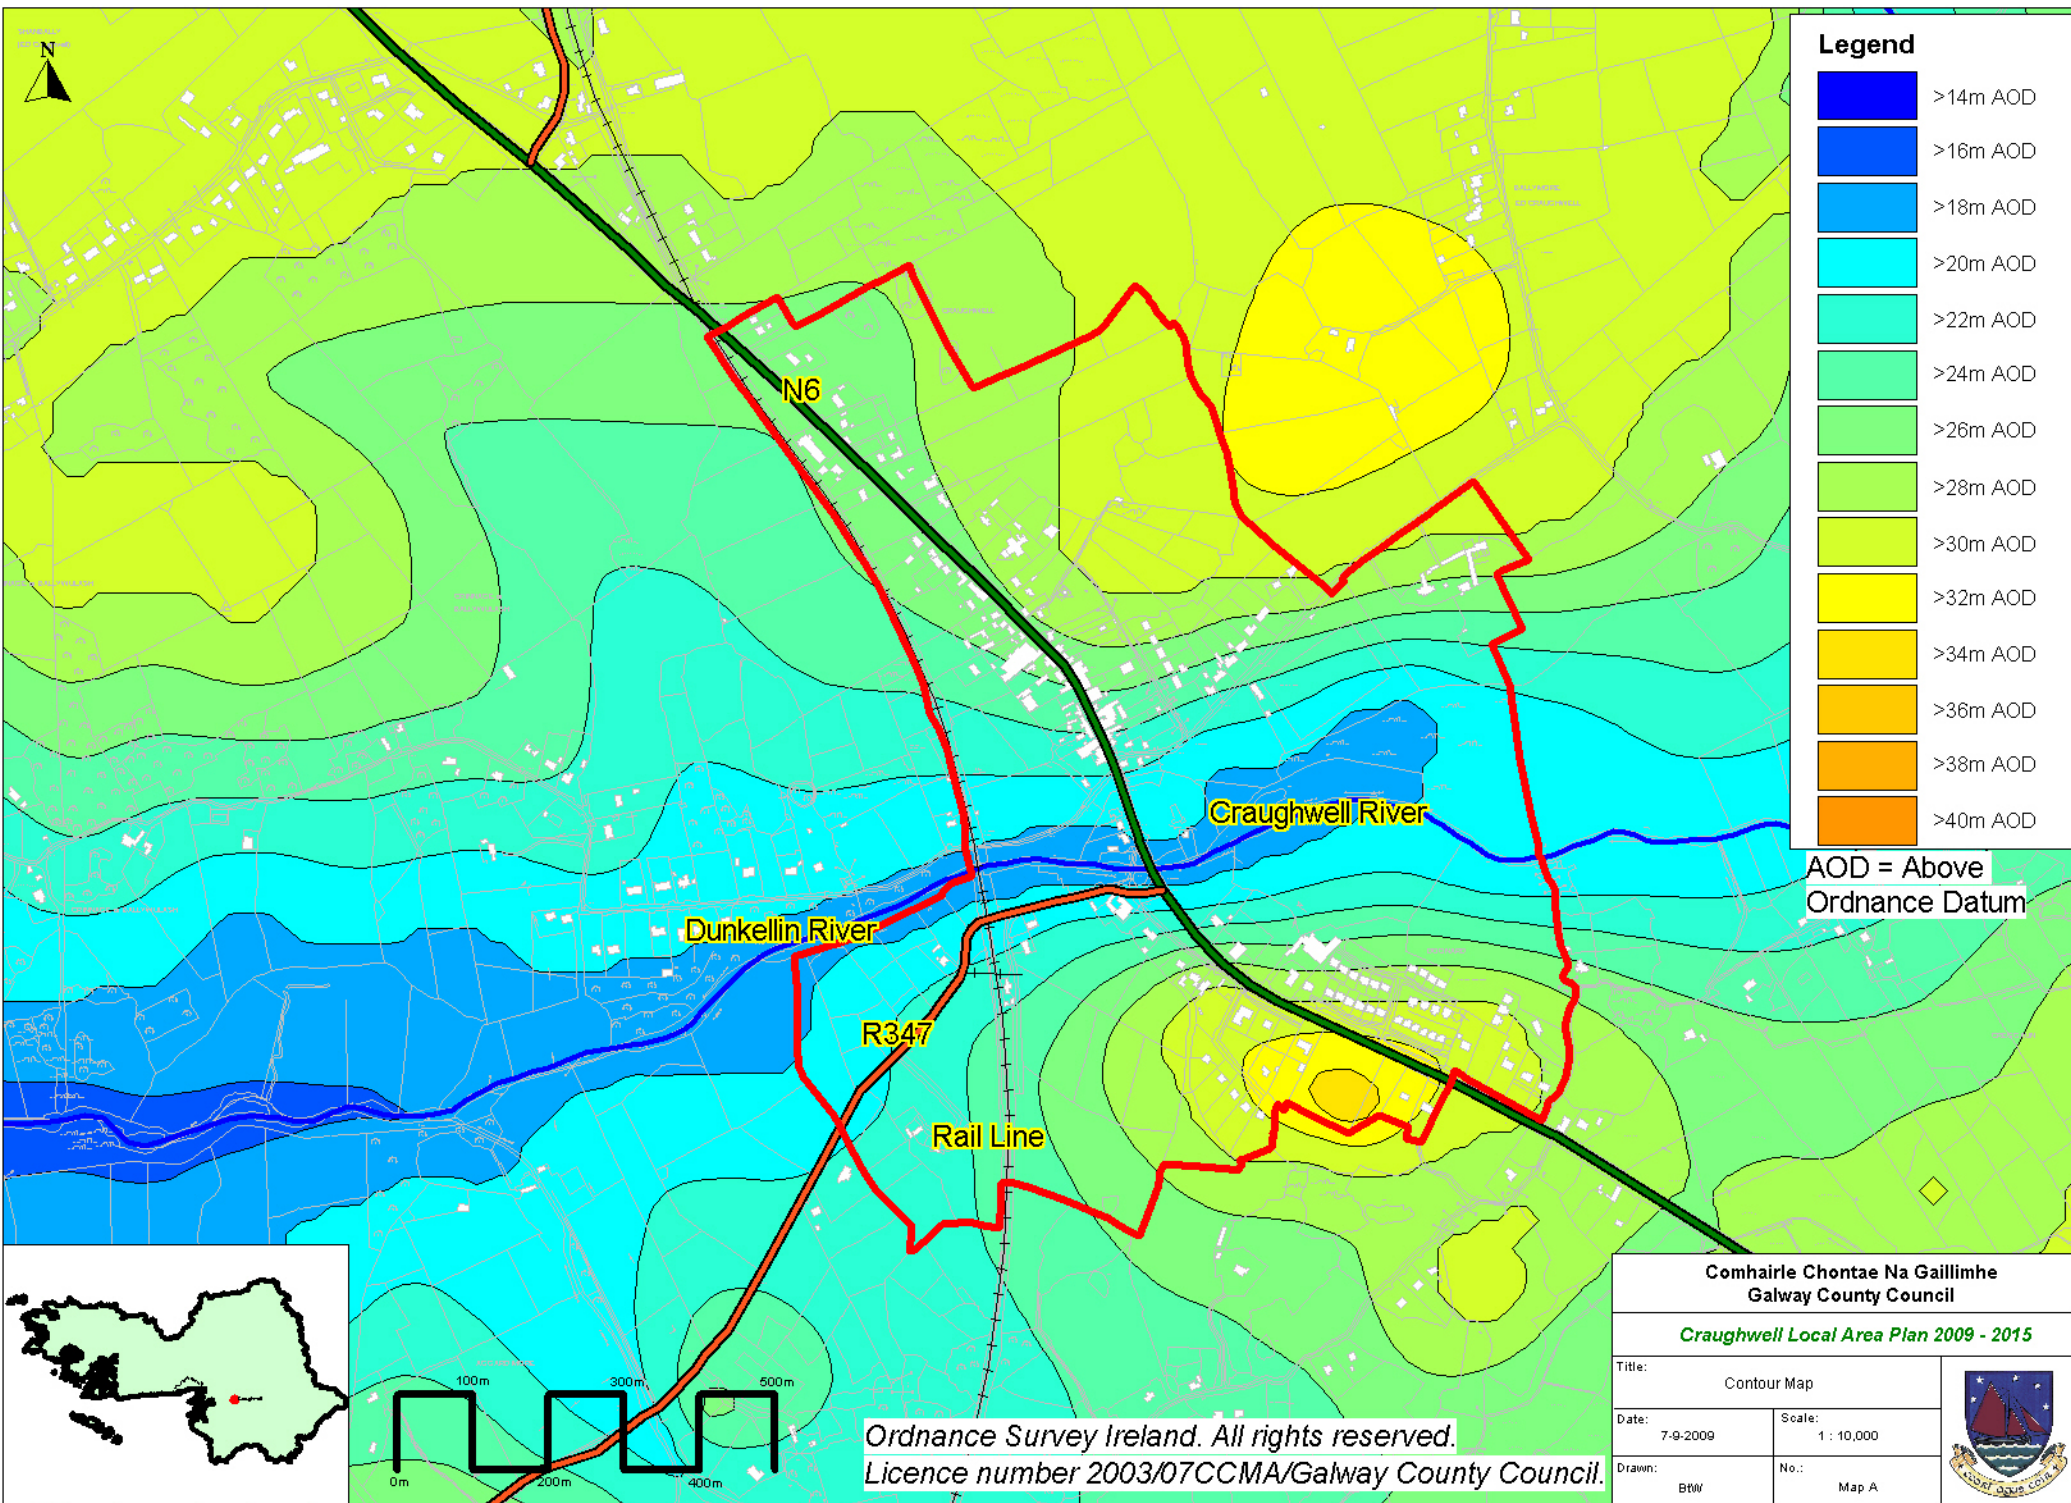 N
Legend
>14m AOD
>16m AOD
>18m AOD
>20m AOD
>22m AOD
>24m AOD
>26m AOD
>28m AOD
>30m AOD
>32m AOD
>34m AOD
>36m AOD
>38m AOD
>40m AOD
AOD = Above
Ordnance Datum
N6
CRAUGHWELL
Craughwell River
Dunkellin River
R347
Rail Line
100m
300m
500m
0m
200m
400m
Ordnance Survey Ireland. All rights reserved.
Licence number 2003/07CCMA/Galway County Council.
Comhairle Chontae Na Gaillimhe
Galway County Council
Craughwell Local Area Plan 2009 - 2015
Title:
Contour Map
Date:
7-9-2009
Scale:
1 : 10,000
Drawn:
BtW
No.:
Map A